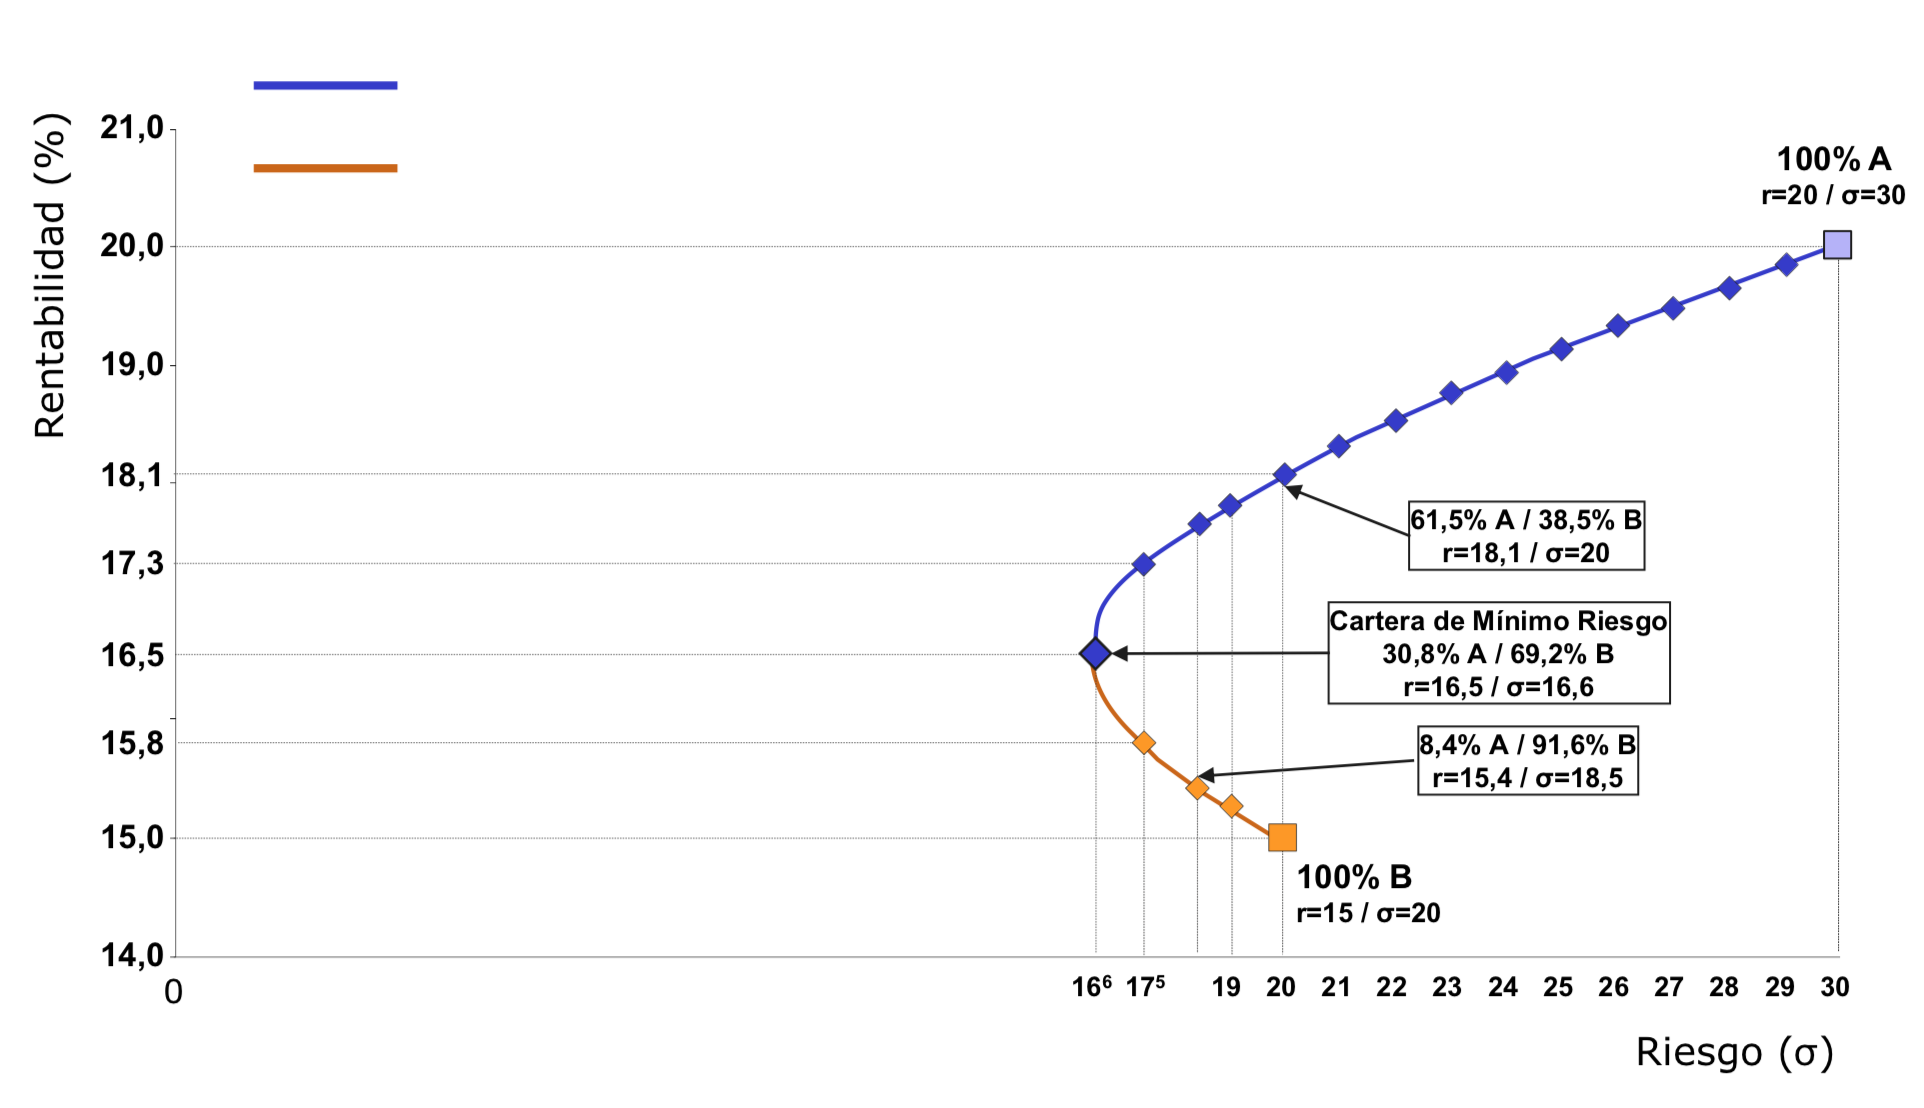 Rentabilidad (%)
21,0
20,0
19,0
18,1
17,3
16,5
15,8
15,0
14,0
100% A
r=20 / σ=30
61,5% A / 38,5% B
r=18,1 / σ=20
Cartera de Mínimo Riesgo
30,8% A / 69,2% B
r=16,5 / σ=16,6
8,4% A / 91,6% B
r=15,4 / σ=18,5
100% B
r=15 / σ=20
0 16⁶ 17⁵ 19 20 21 22 23 24 25 26 27 28 29 30
Riesgo (σ)